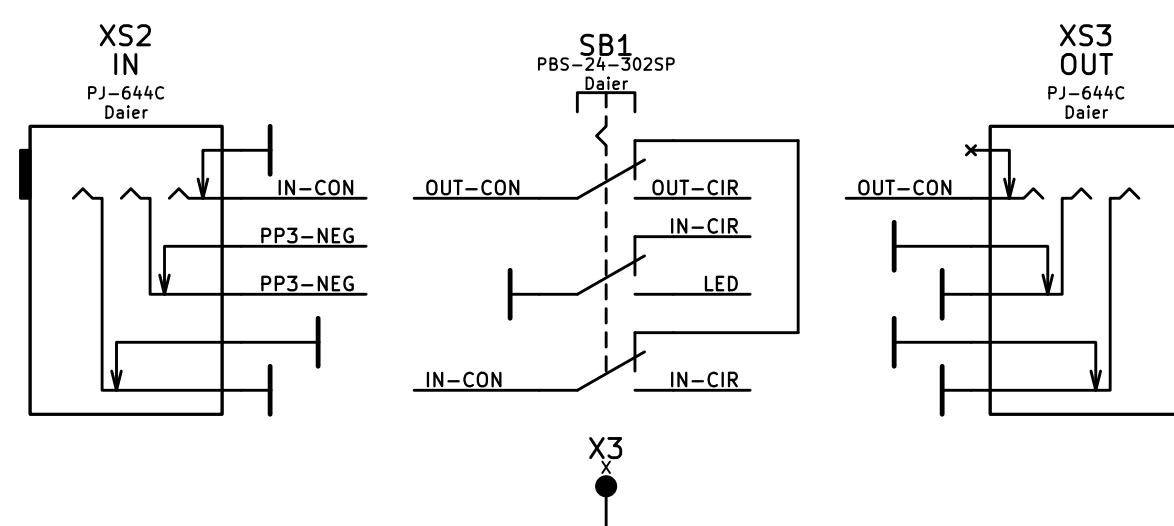 XS2
IN
PJ-644C
Daier
IN-CON
PP3-NEG
PP3-NEG
SB1
PBS-24-302SP
Daier
OUT-CON
OUT-CIR
IN-CIR
LED
IN-CON
IN-CIR
X3
X
XS3
OUT
PJ-644C
Daier
OUT-CON